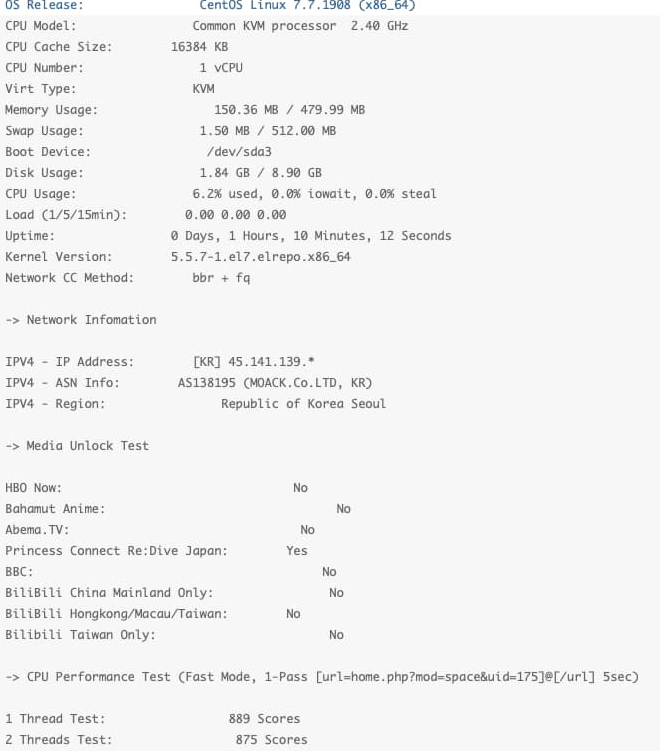 OS Release: CentOS Linux 7.7.1908 (x86_64)
CPU Model: Common KVM processor 2.40 GHz
CPU Cache Size: 16384 KB
CPU Number: 1 vCPU
Virt Type: KVM
Memory Usage: 150.36 MB / 479.99 MB
Swap Usage: 1.50 MB / 512.00 MB
Boot Device: /dev/sda3
Disk Usage: 1.84 GB / 8.90 GB
CPU Usage: 6.2% used, 0.0% iowait, 0.0% steal
Load (1/5/15min): 0.00 0.00 0.00
Uptime: 0 Days, 1 Hours, 10 Minutes, 12 Seconds
Kernel Version: 5.5.7-1.el7.elrepo.x86_64
Network CC Method: bbr + fq
-> Network Infomation
IPV4 - IP Address: [KR] 45.141.139.*
IPV4 - ASN Info: AS138195 (MOACK.Co.LTD, KR)
IPV4 - Region: Republic of Korea Seoul
-> Media Unlock Test
HBO Now: No
Bahamut Anime: No
Abema.TV: No
Princess Connect Re:Dive Japan: Yes
BBC: No
BiliBili China Mainland Only: No
BiliBili Hongkong/Macau/Taiwan: No
Bilibili Taiwan Only: No
-> CPU Performance Test (Fast Mode, 1-Pass [url=home.php?mod=space&uid=175]@[/url] 5sec)
1 Thread Test: 889 Scores
2 Threads Test: 875 Scores